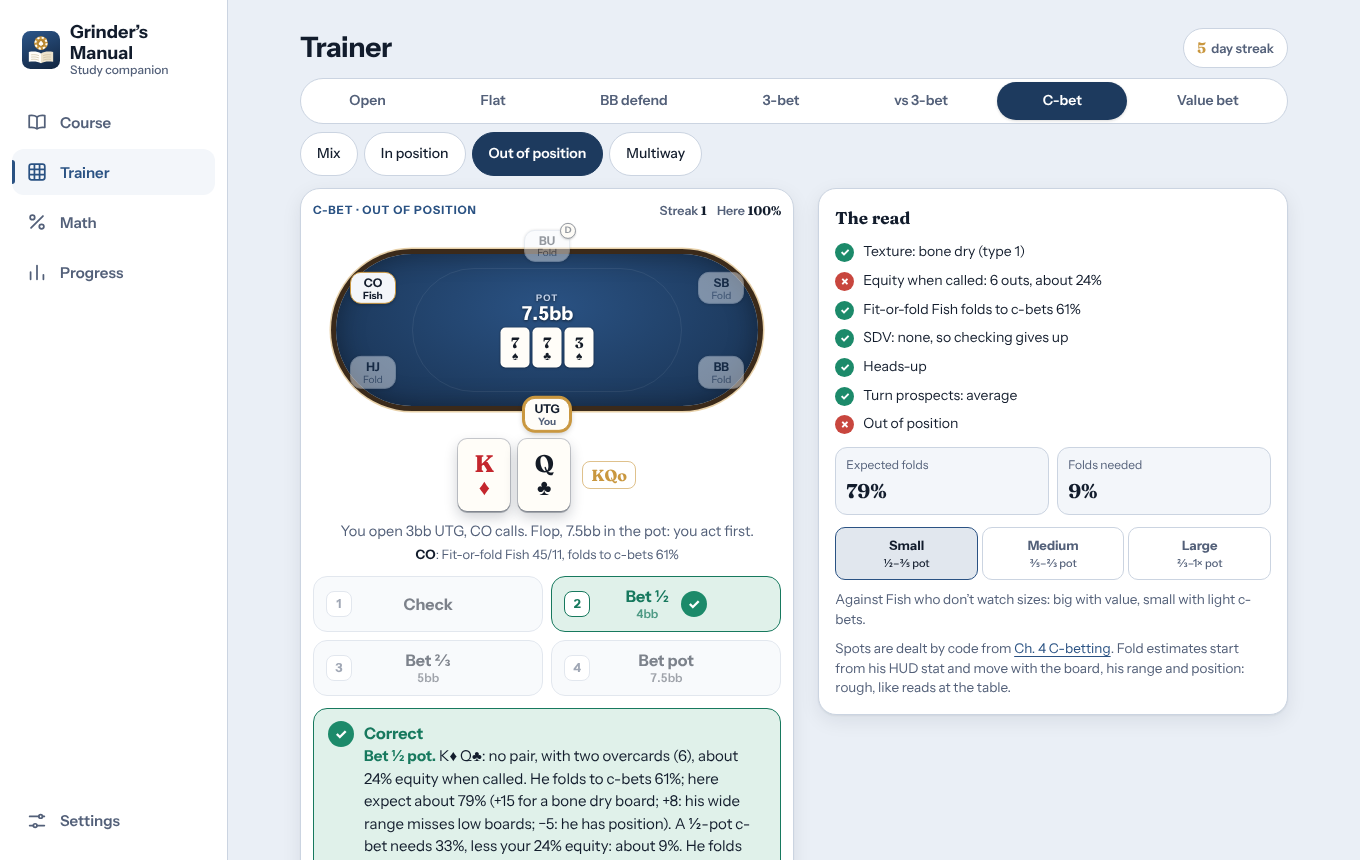 Grinder's
Manual
Study companion
Course
Trainer
Math
Progress
Settings
Trainer
5 day streak
Open Flat BB defend 3-bet vs 3-bet C-bet Value bet
Mix In position Out of position Multiway
C-BET · OUT OF POSITION Streak 1 Here 100%
BU
Fold
D
CO
Fish
SB
Fold
POT
7.5bb
7♠ 7♣ 3♠
HJ
Fold
BB
Fold
UTG
You
K♦ Q♣ KQo
You open 3bb UTG, CO calls. Flop, 7.5bb in the pot: you act first.
CO: Fit-or-fold Fish 45/11, folds to c-bets 61%
1 Check
2 Bet ½
4bb
3 Bet ⅔
5bb
4 Bet pot
7.5bb
Correct
Bet ½ pot. K♦ Q♣: no pair, with two overcards (6), about
24% equity when called. He folds to c-bets 61%; here
expect about 79% (+15 for a bone dry board; +8: his wide
range misses low boards; −5: he has position). A ½-pot c-
bet needs 33%, less your 24% equity: about 9%. He folds
The read
Texture: bone dry (type 1)
Equity when called: 6 outs, about 24%
Fit-or-fold Fish folds to c-bets 61%
SDV: none, so checking gives up
Heads-up
Turn prospects: average
Out of position
Expected folds
79%
Folds needed
9%
Small
½–⅗ pot
Medium
⅗–⅔ pot
Large
⅔–1× pot
Against Fish who don't watch sizes: big with value, small with light c-
bets.
Spots are dealt by code from Ch. 4 C-betting. Fold estimates start
from his HUD stat and move with the board, his range and position:
rough, like reads at the table.